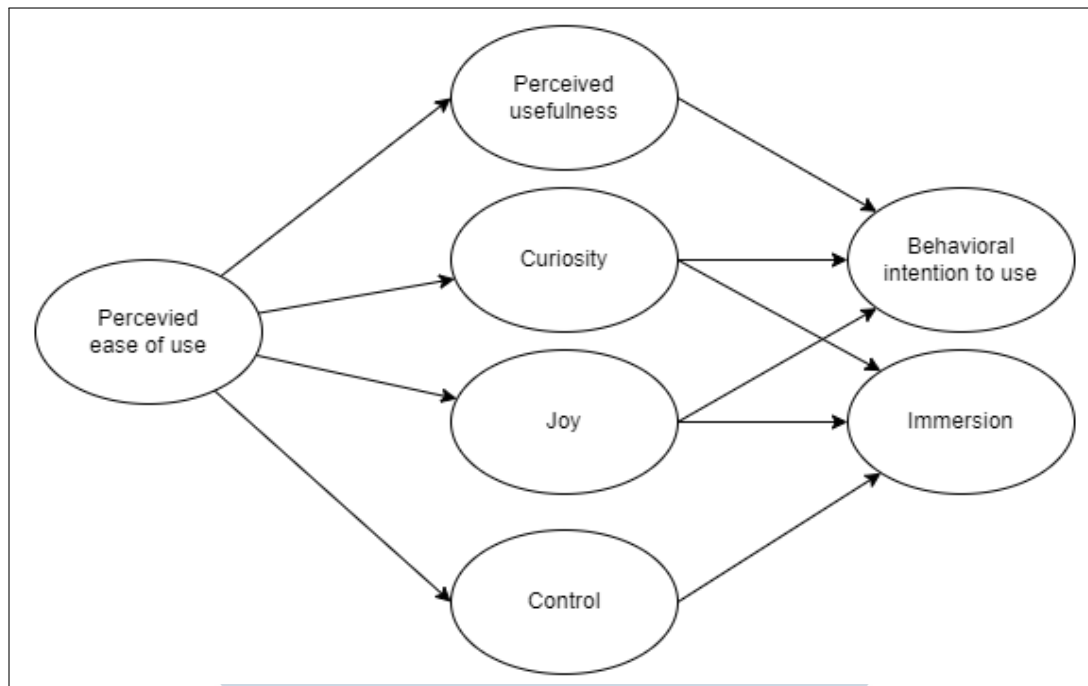 Perceived
usefulness
Curiosity
Behavioral
intention to use
Percevied
ease of use
Joy
Immersion
Control